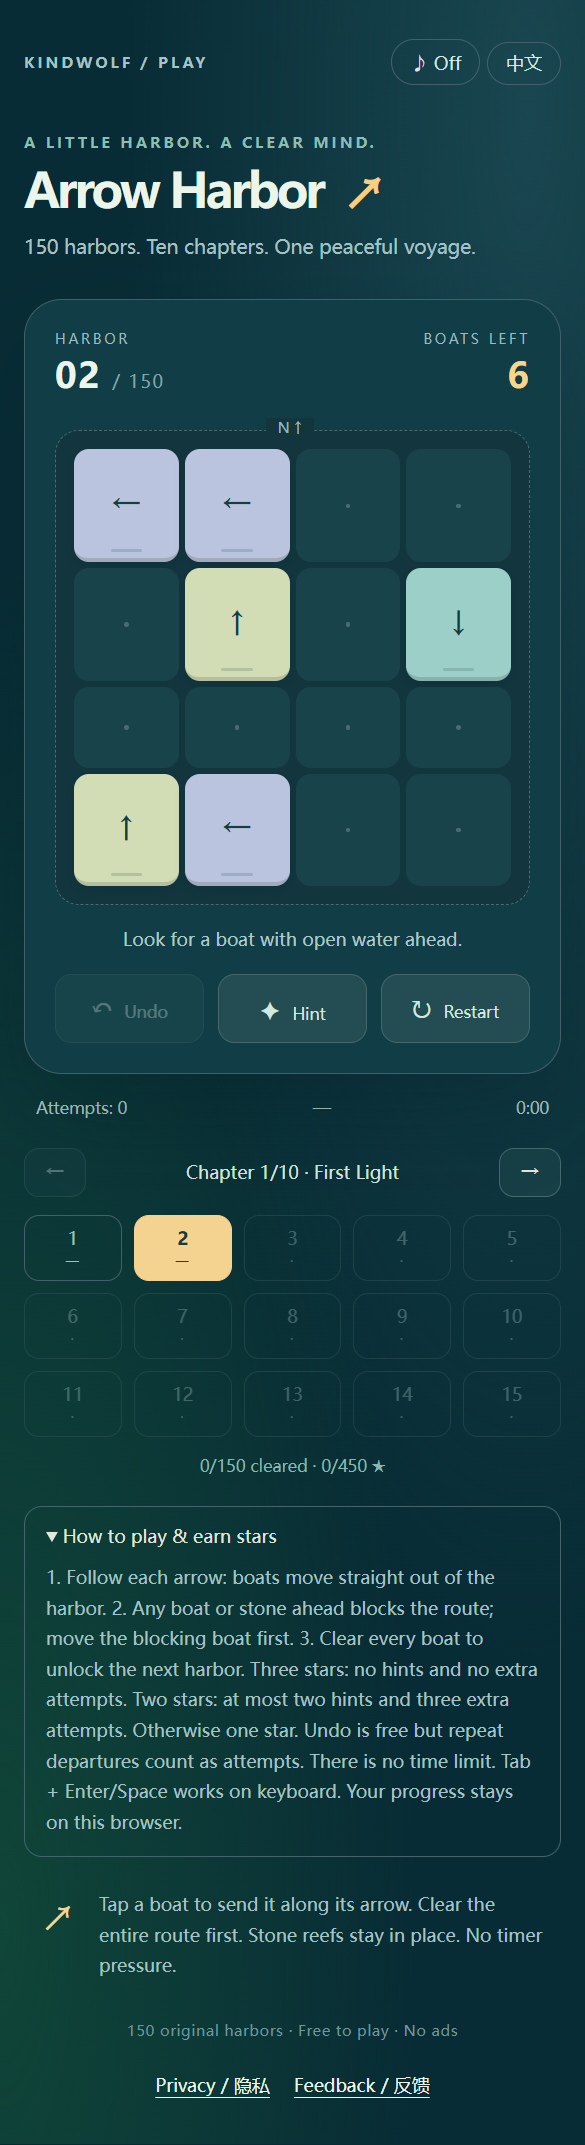 KINDWOLF / PLAY
♪ Off
中文
A LITTLE HARBOR. A CLEAR MIND.
Arrow Harbor ↗
150 harbors. Ten chapters. One peaceful voyage.
HARBOR
BOATS LEFT
02 / 150
6
N↑
← ←
↑ ↓
↑ ←
Look for a boat with open water ahead.
↶ Undo
✦ Hint
↻ Restart
Attempts: 0
—
0:00
←
Chapter 1/10 · First Light
→
1 2 3 4 5
— — · · ·
6 7 8 9 10
· · · · ·
11 12 13 14 15
· · · · ·
0/150 cleared · 0/450 ★
▼ How to play & earn stars
1. Follow each arrow: boats move straight out of the
harbor. 2. Any boat or stone ahead blocks the route;
move the blocking boat first. 3. Clear every boat to
unlock the next harbor. Three stars: no hints and no extra
attempts. Two stars: at most two hints and three extra
attempts. Otherwise one star. Undo is free but repeat
departures count as attempts. There is no time limit. Tab
+ Enter/Space works on keyboard. Your progress stays
on this browser.
↗
Tap a boat to send it along its arrow. Clear the
entire route first. Stone reefs stay in place. No timer
pressure.
150 original harbors · Free to play · No ads
Privacy / 隐私
Feedback / 反馈